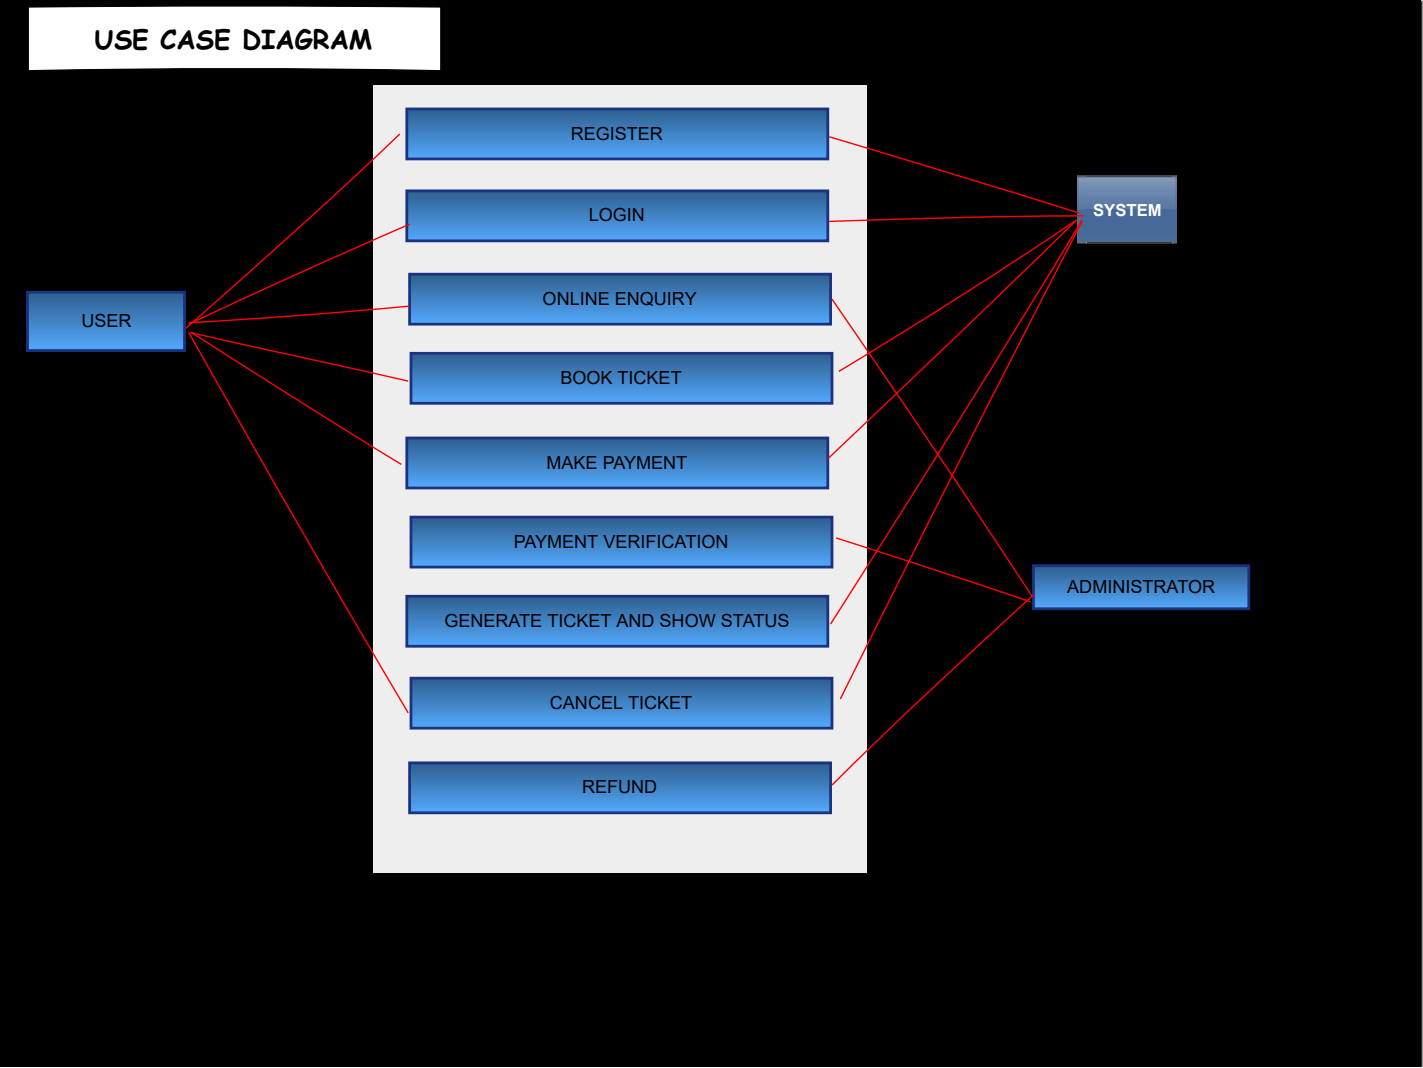 USE CASE DIAGRAM
REGISTER
LOGIN
ONLINE ENQUIRY
BOOK TICKET
MAKE PAYMENT
PAYMENT VERIFICATION
GENERATE TICKET AND SHOW STATUS
CANCEL TICKET
REFUND
USER
SYSTEM
ADMINISTRATOR